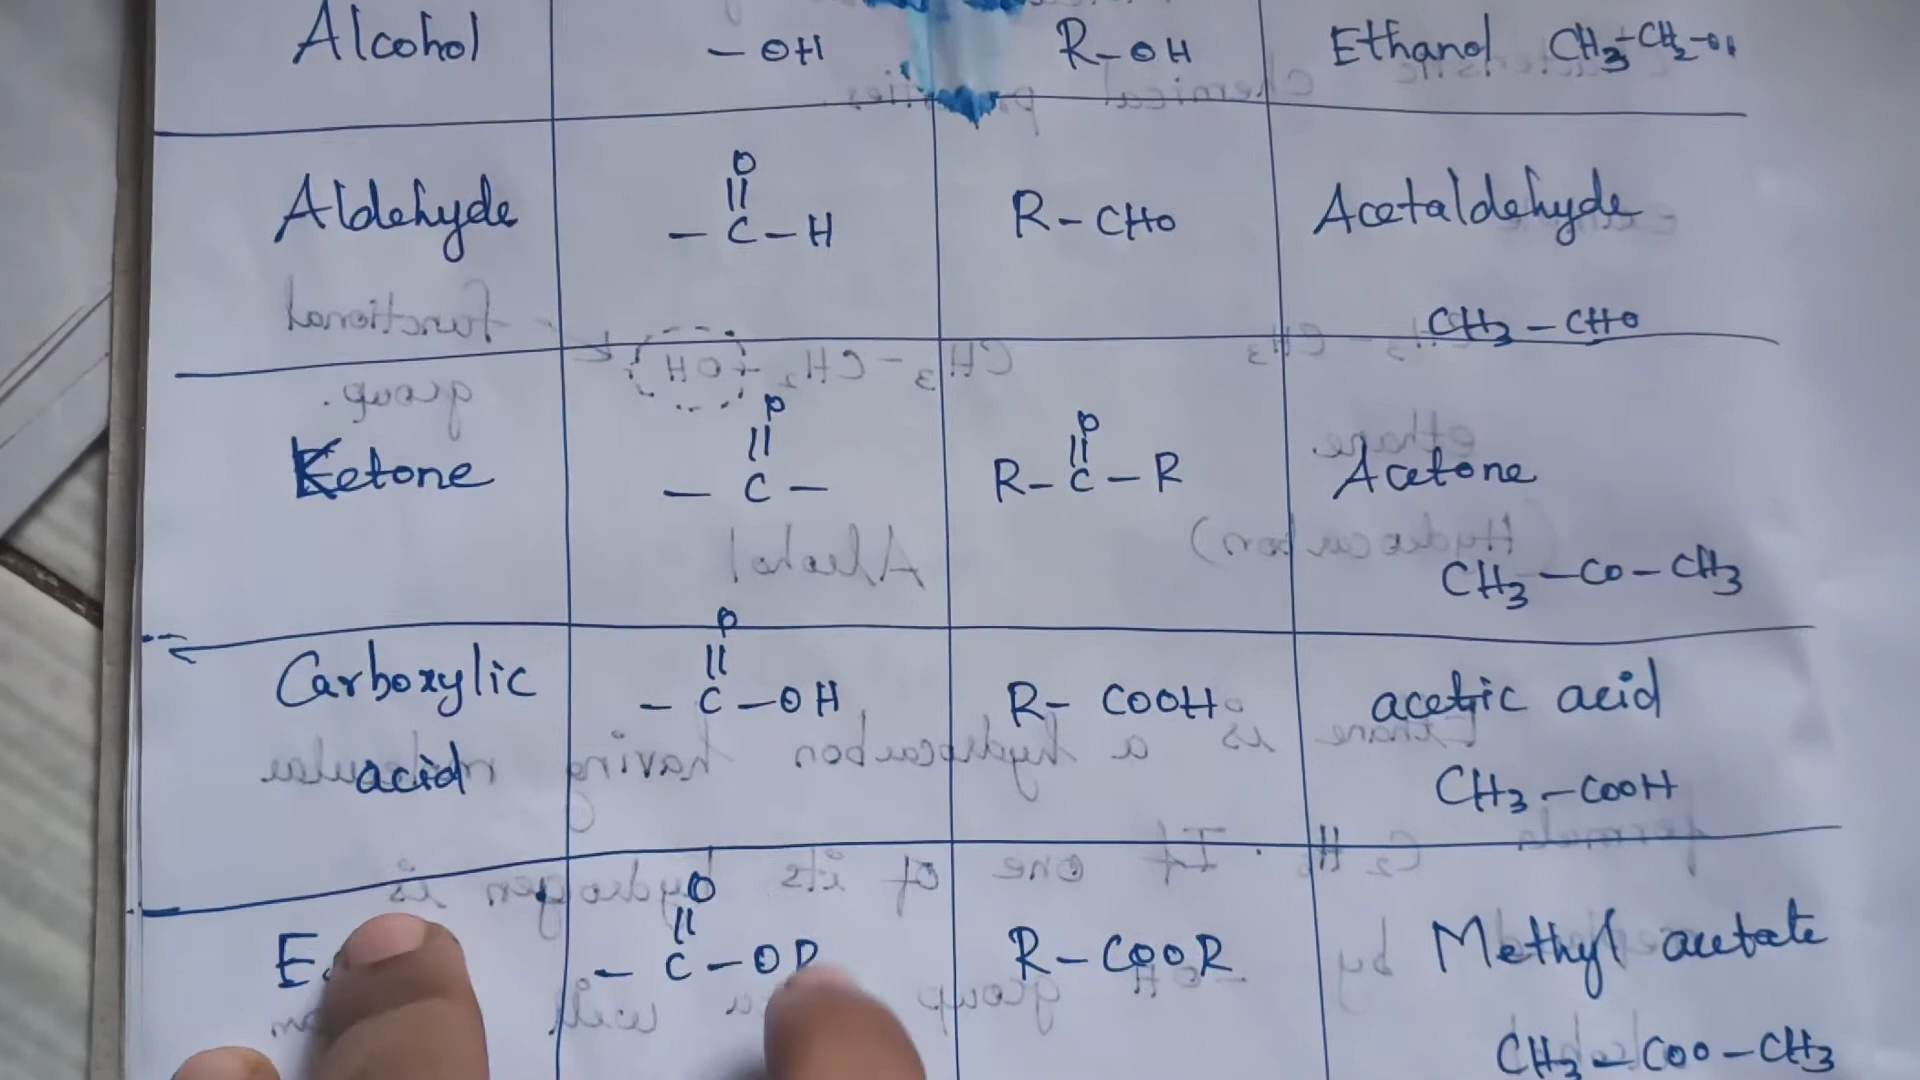 Alcohol -OH R-OH Ethanol CH3-CH2-OH
Aldehyde
O
||
-C-H
R-CHO Acetaldehyde
CH3-CHO
Ketone
O
||
-C-
O
||
R-C-R
Acetone
CH3-CO-CH3
Carboxylic
acid
O
||
-C-OH
R-COOH acetic acid
CH3-COOH
O
||
-C-OR
R-COOR Methyl acetate
CH3-COO-CH3